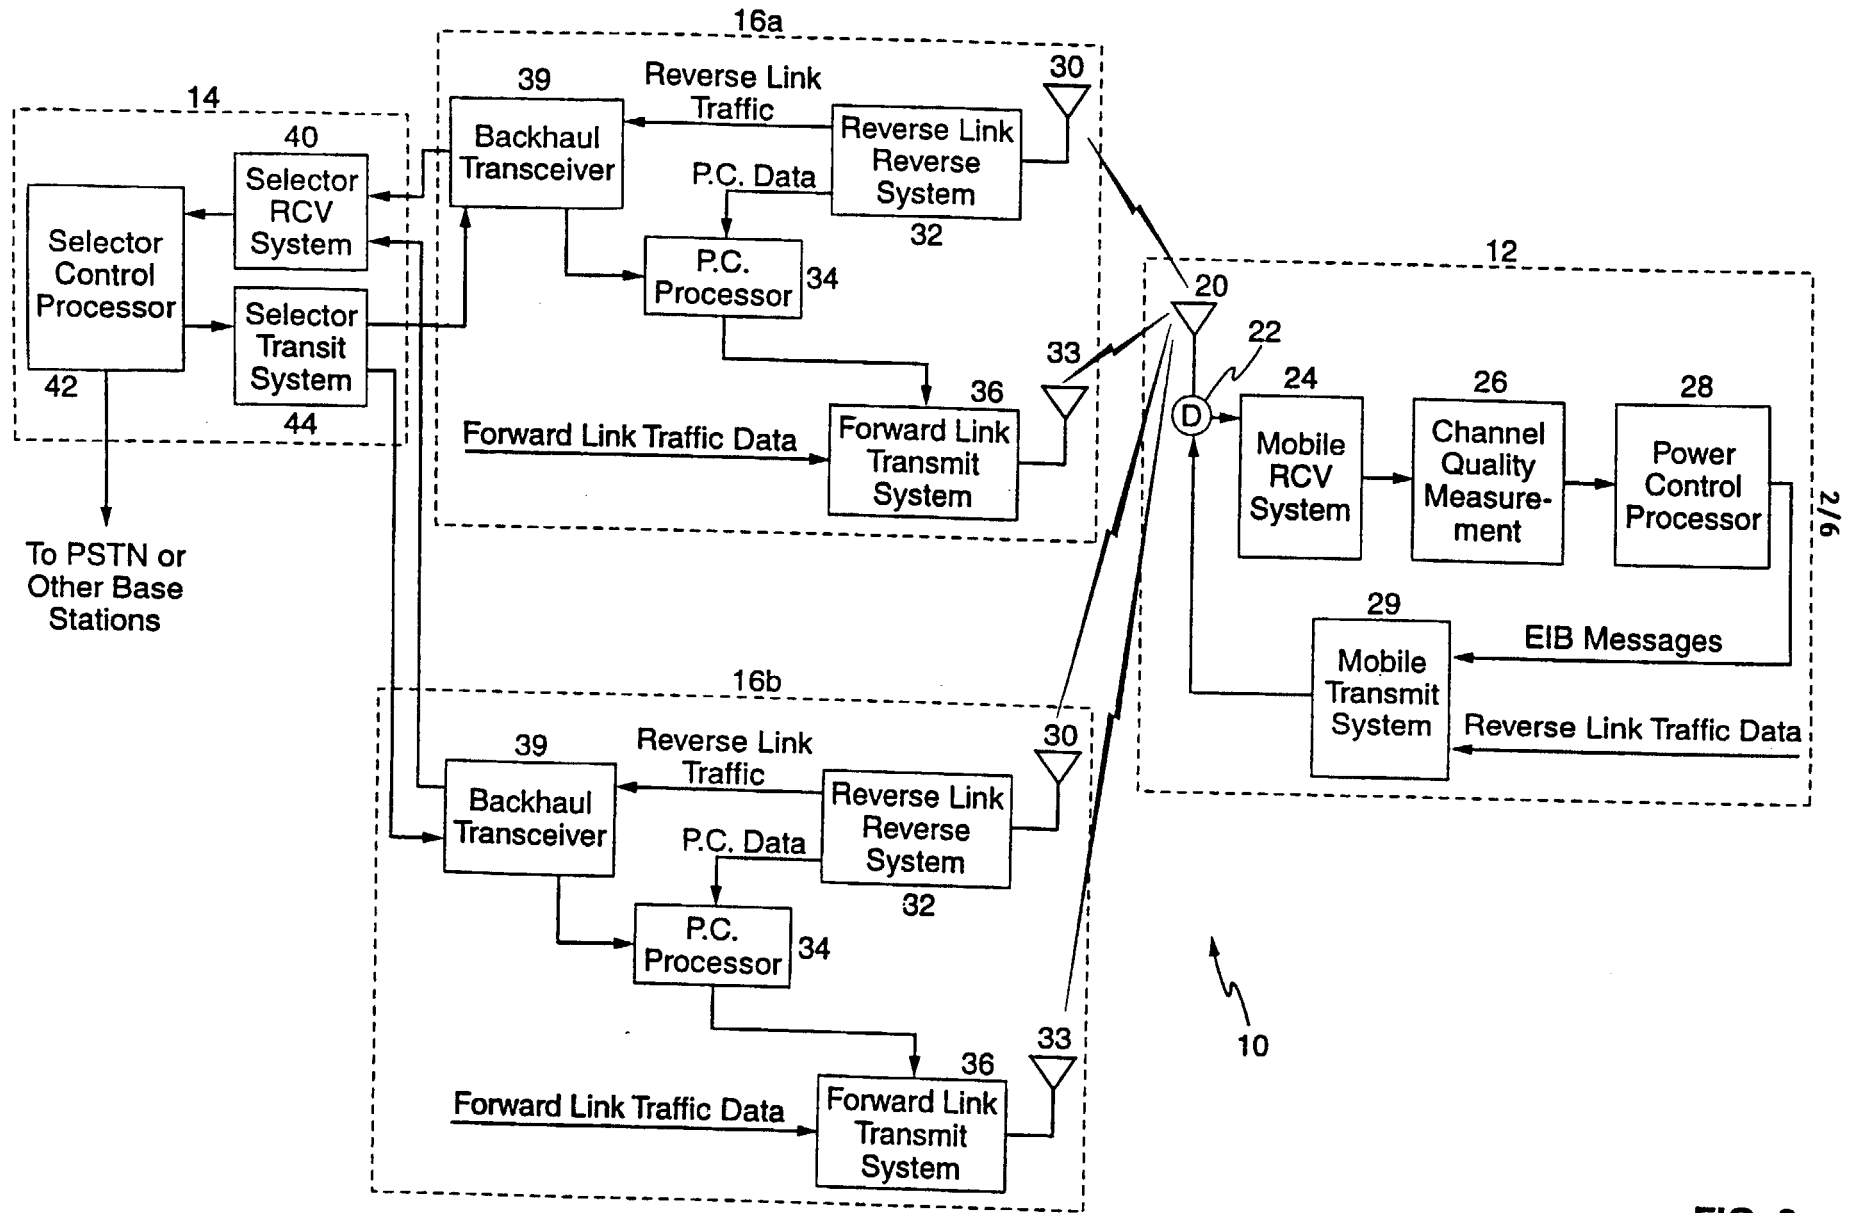 16a
39
Reverse Link
Traffic
30
Backhaul
Transceiver
Reverse Link
Reverse
System
32
P.C. Data
P.C.
Processor
34
33
36
Forward Link Traffic Data
Forward Link
Transmit
System
14
40
Selector
RCV
System
Selector
Control
Processor
42
Selector
Transit
System
44
To PSTN or
Other Base
Stations
12
20
22
D
24
Mobile
RCV
System
26
Channel
Quality
Measure-
ment
28
Power
Control
Processor
29
Mobile
Transmit
System
EIB Messages
Reverse Link Traffic Data
2/6
16b
39
Reverse Link
Traffic
30
Backhaul
Transceiver
Reverse Link
Reverse
System
32
P.C. Data
P.C.
Processor
34
33
36
Forward Link Traffic Data
Forward Link
Transmit
System
10